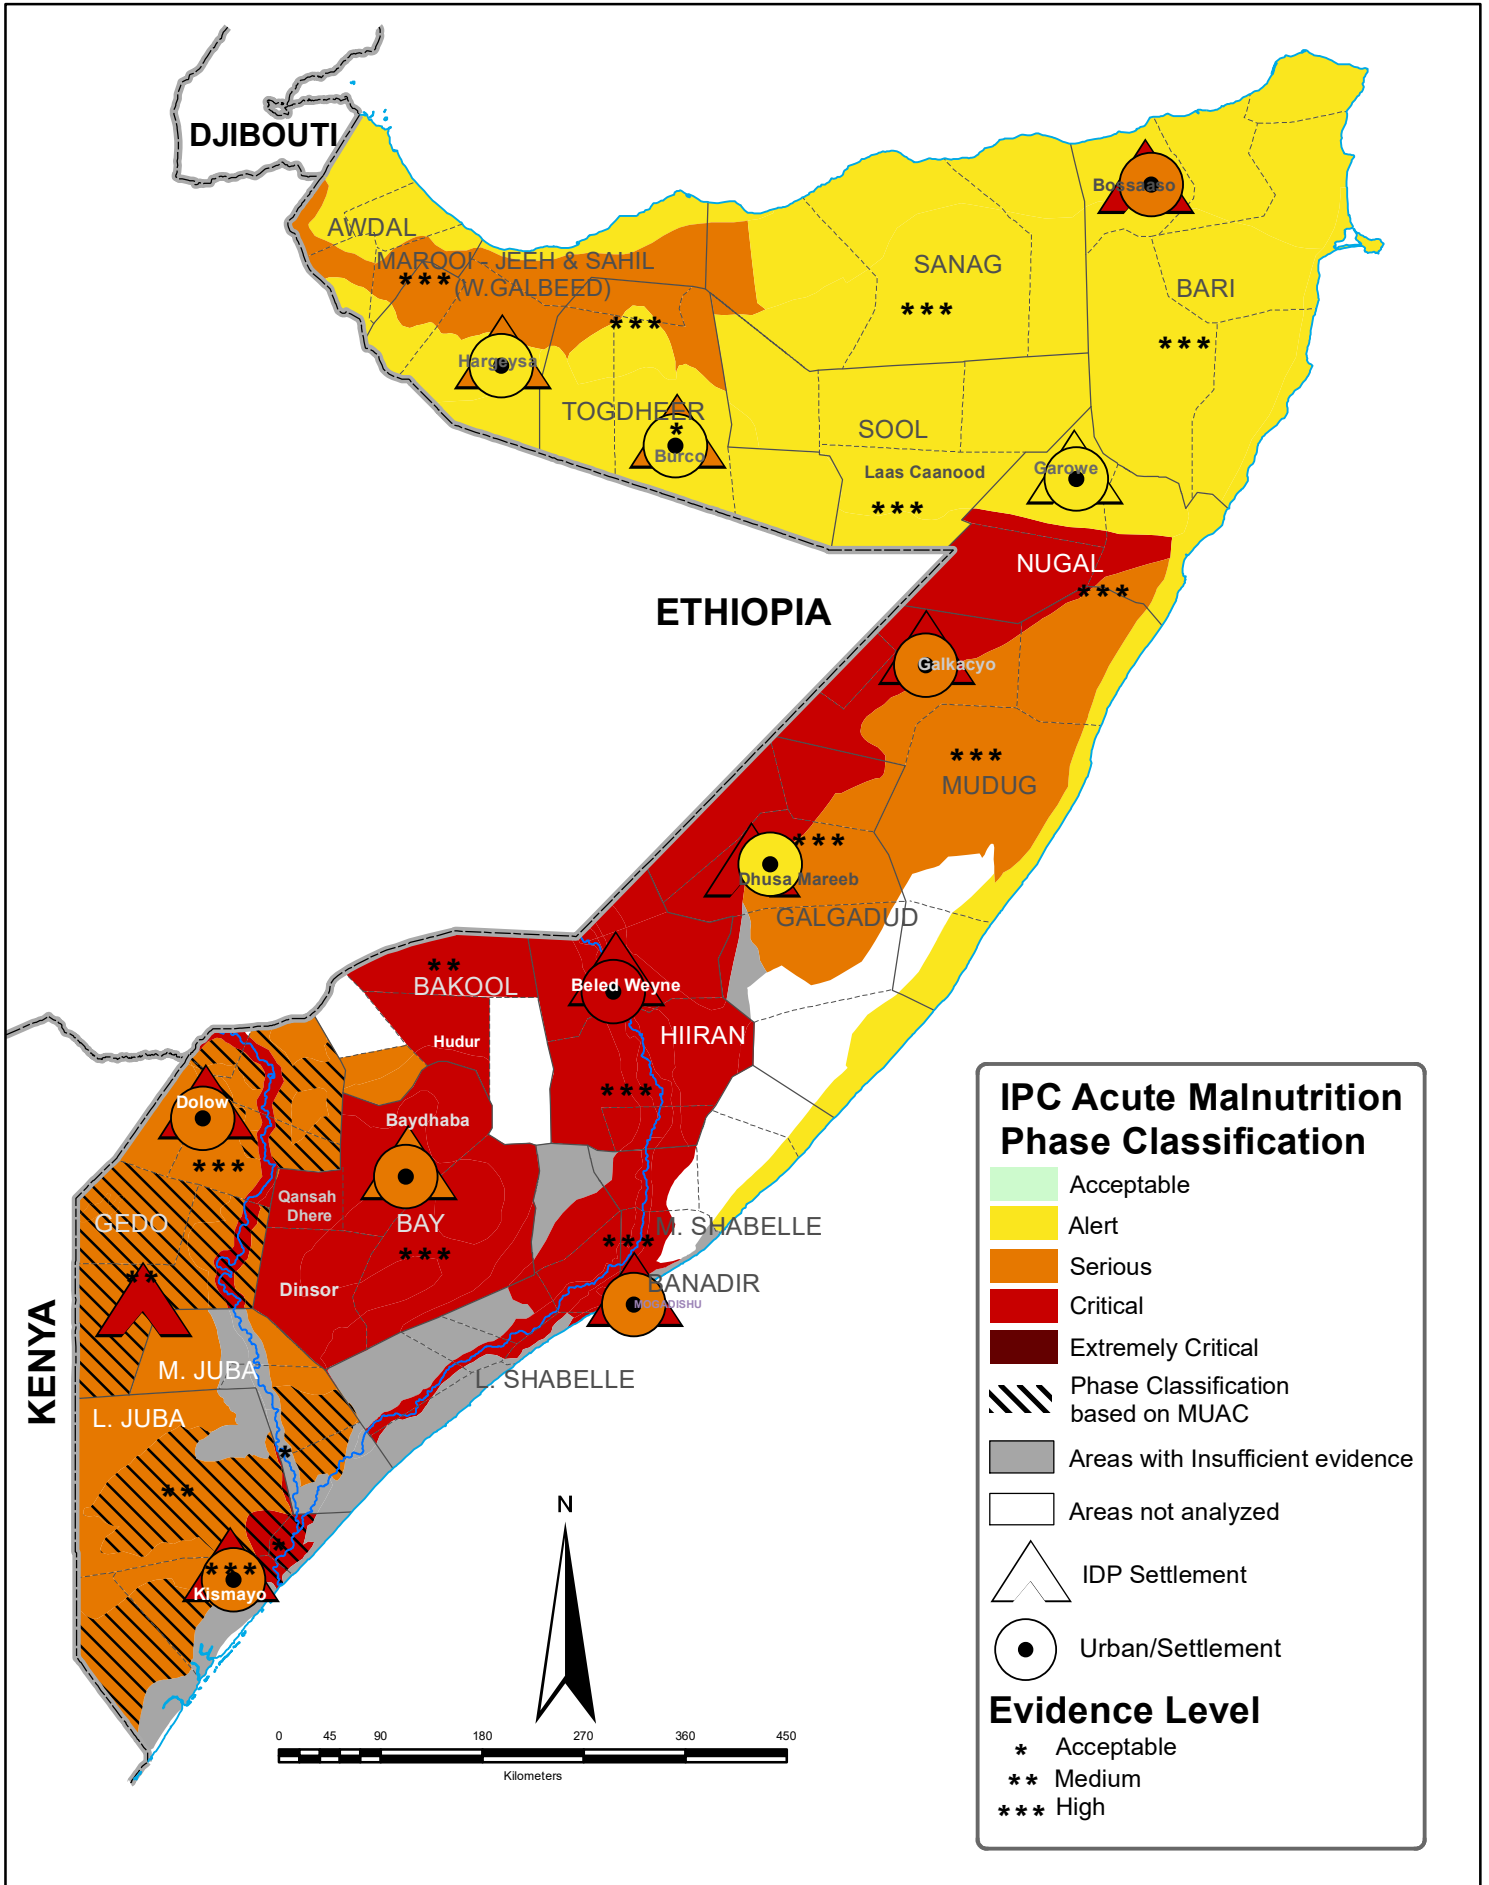 DJIBOUTI
AWDAL
MAROOI - JEEH & SAHIL
***
(W.GALBEED)
***
Hargeysa
TOGDHEER
*
Burco
SANAG
***
Bossaaso
BARI
***
SOOL
Laas Caanood
***
Garowe
NUGAL
***
ETHIOPIA
Galkacyo
***
MUDUG
***
Dhusa Mareeb
GALGADUD
**
BAKOOL
Beled Weyne
Hudur
HIIRAN
***
Dolow
***
Baydhaba
Qansah
Dhere
BAY
***
GEDO
**
Dinsor
M. SHABELLE
***
BANADIR
MOGADISHU
KENYA
M. JUBA
L. SHABELLE
L. JUBA
*
**
*
***
Kismayo
N
0 45 90 180 270 360 450
Kilometers
IPC Acute Malnutrition
Phase Classification
Acceptable
Alert
Serious
Critical
Extremely Critical
Phase Classification
based on MUAC
Areas with Insufficient evidence
Areas not analyzed
IDP Settlement
Urban/Settlement
Evidence Level
* Acceptable
** Medium
*** High